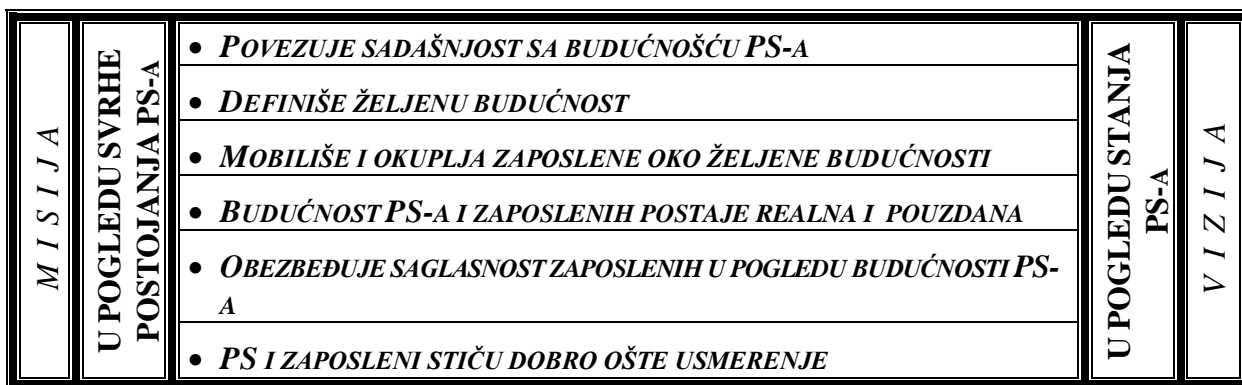 M I S I J A
U POGLEDU SVRHE
POSTOJANJA PS-A
• POVEZUJE SADAŠNJOST SA BUDUĆNOŠĆU PS-A
• DEFINIŠE ŽELJENU BUDUĆNOST
• MOBILIŠE I OKUPLJA ZAPOSLENE OKO ŽELJENE BUDUĆNOSTI
• BUDUĆNOST PS-A I ZAPOSLENIH POSTAJE REALNA I POUZDANA
• OBEZBEĐUJE SAGLASNOST ZAPOSLENIH U POGLEDU BUDUĆNOSTI PS-
A
• PS I ZAPOSLENI STIČU DOBRO OŠTE USMERENJE
U POGLEDU STANJA
PS-A
V I Z I J A